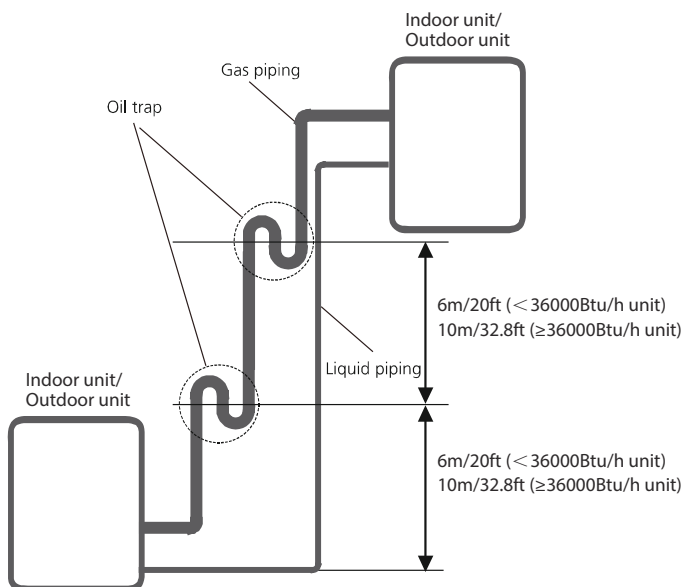 Indoor unit/
Outdoor unit
Gas piping
Oil trap
6m/20ft (＜36000Btu/h unit)
10m/32.8ft (≥36000Btu/h unit)
Liquid piping
Indoor unit/
Outdoor unit
6m/20ft (＜36000Btu/h unit)
10m/32.8ft (≥36000Btu/h unit)